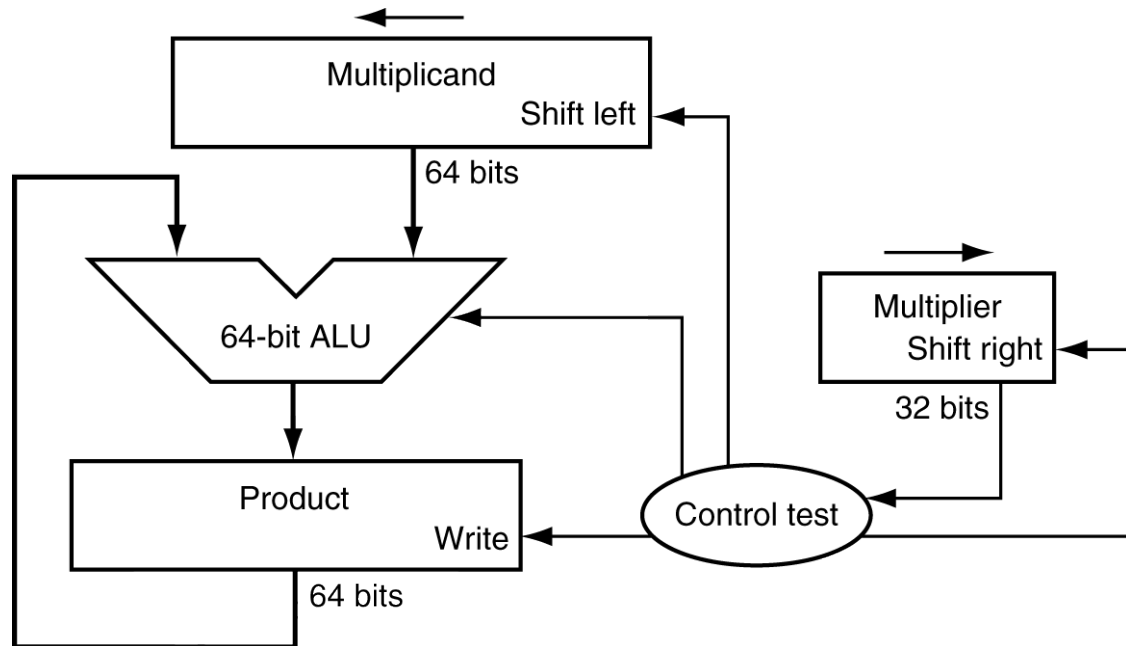 Multiplicand
Shift left
64 bits
64-bit ALU
Multiplier
Shift right
32 bits
Product
Write
Control test
64 bits